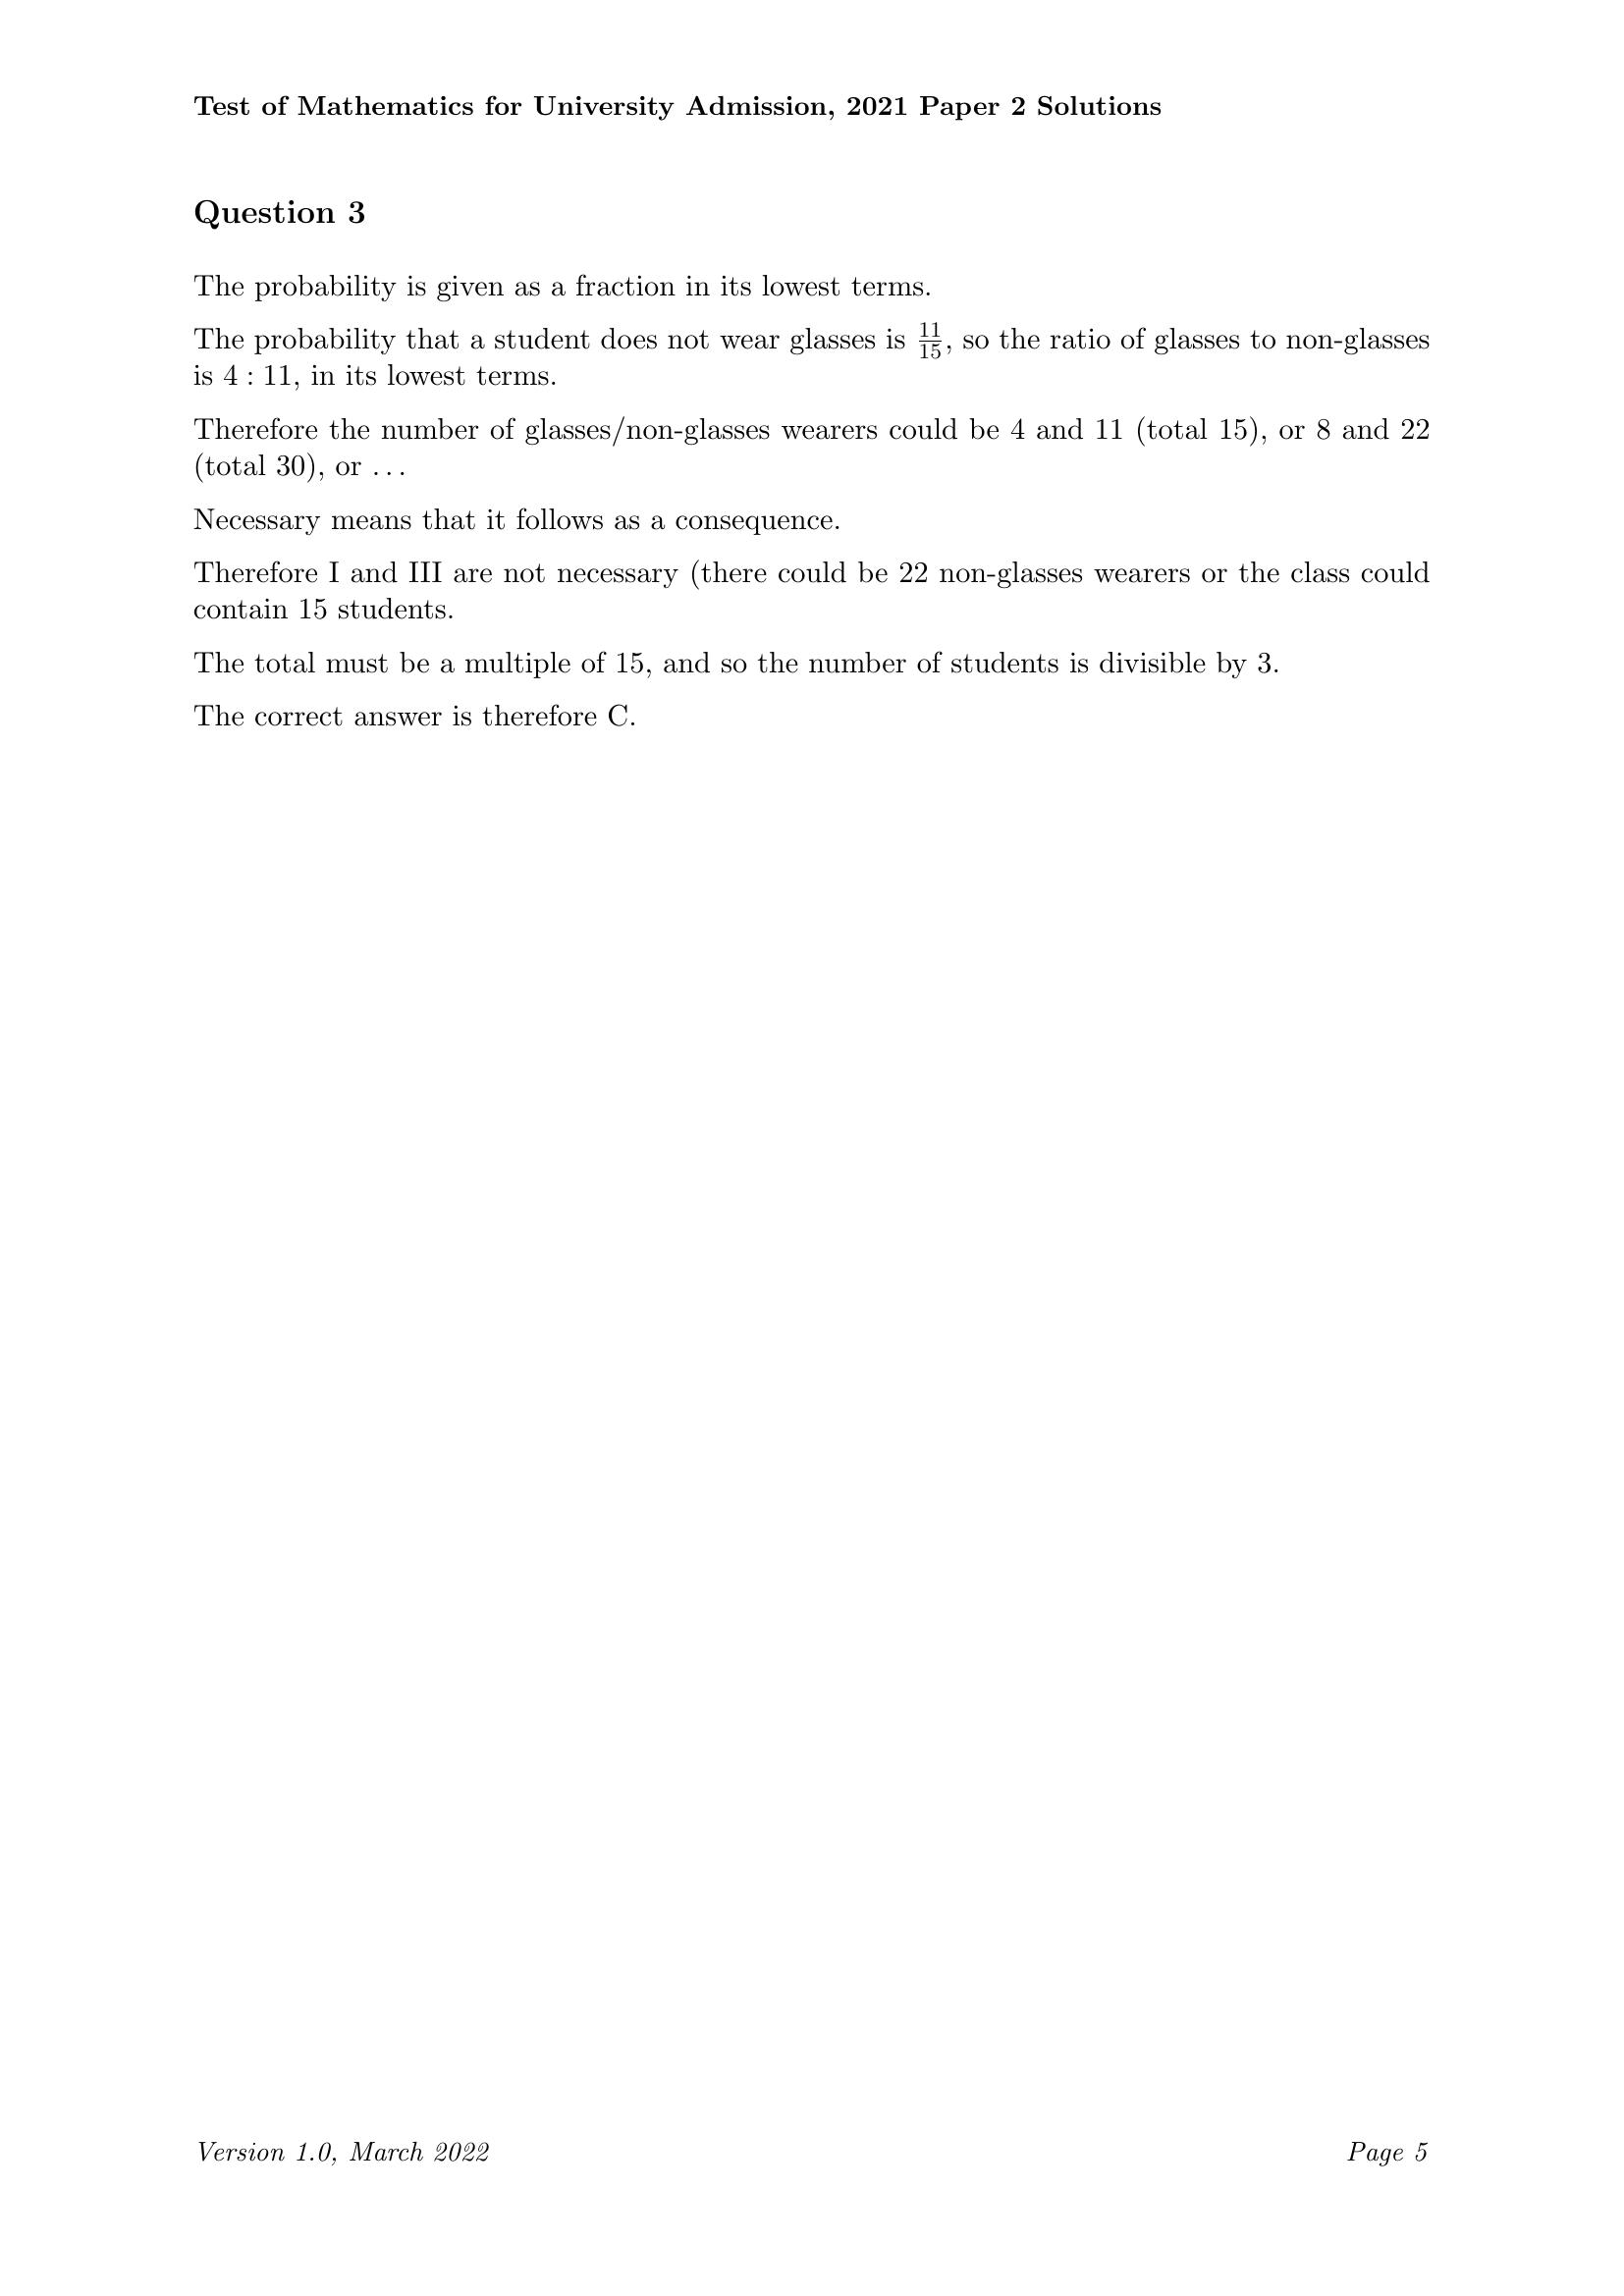 Test of Mathematics for University Admission, 2021 Paper 2 Solutions
Question 3
The probability is given as a fraction in its lowest terms.
The probability that a student does not wear glasses is 11/15, so the ratio of glasses to non-glasses
is 4 : 11, in its lowest terms.
Therefore the number of glasses/non-glasses wearers could be 4 and 11 (total 15), or 8 and 22
(total 30), or . . .
Necessary means that it follows as a consequence.
Therefore I and III are not necessary (there could be 22 non-glasses wearers or the class could
contain 15 students.
The total must be a multiple of 15, and so the number of students is divisible by 3.
The correct answer is therefore C.
Version 1.0, March 2022
Page 5